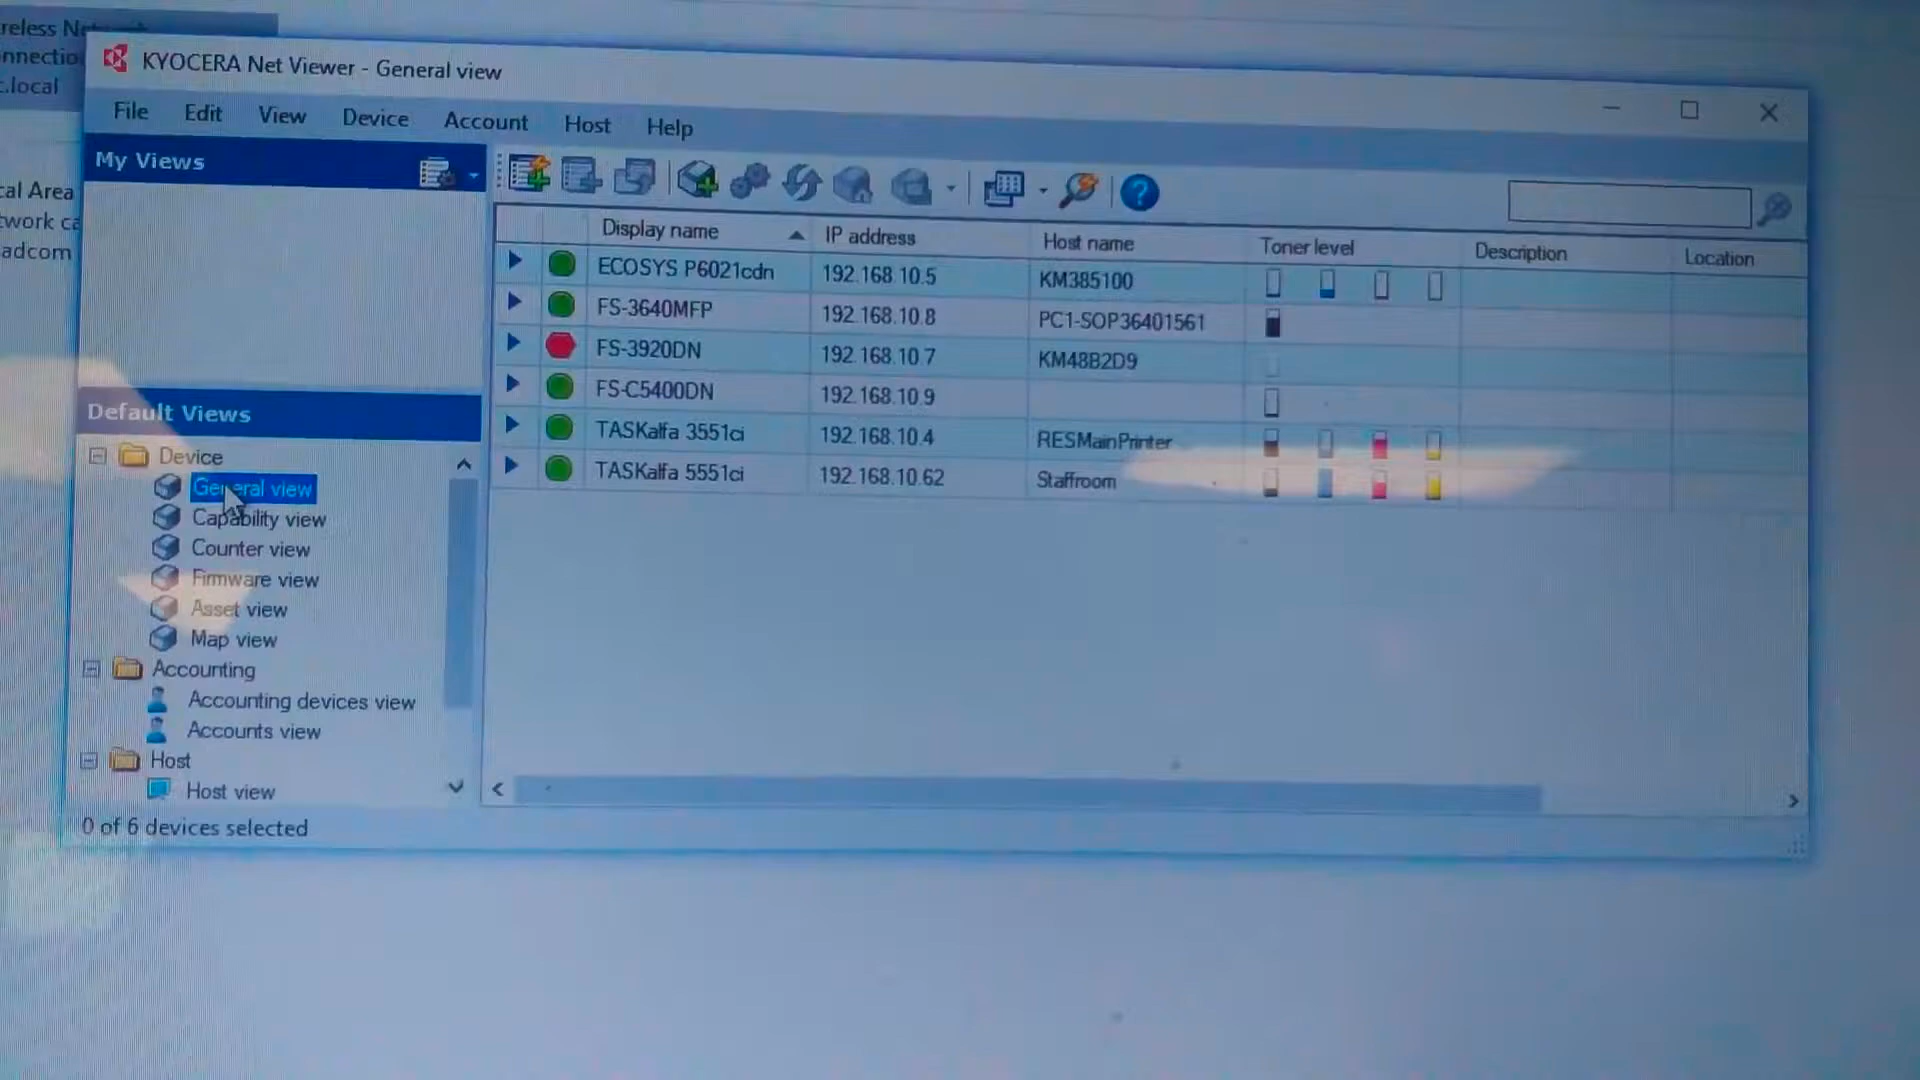 reless
nnectio
c.local
cal Area
twork ca
adcom
KYOCERA Net Viewer - General view
File Edit View Device Account Host Help
My Views
Default Views
Device
General view
Capability view
Counter view
Firmware view
Asset view
Map view
Accounting
Accounting devices view
Accounts view
Host
Host view
0 of 6 devices selected
Display name IP address Host name Toner level Description Location
ECOSYS P6021cdn 192.168.10.5 KM385100
FS-3640MFP 192.168.10.8 PC1-SOP36401561
FS-3920DN 192.168.10.7 KM48B2D9
FS-C5400DN 192.168.10.9
TASKalfa 3551ci 192.168.10.4 RESMainPrinter
TASKalfa 5551ci 192.168.10.62 Staffroom